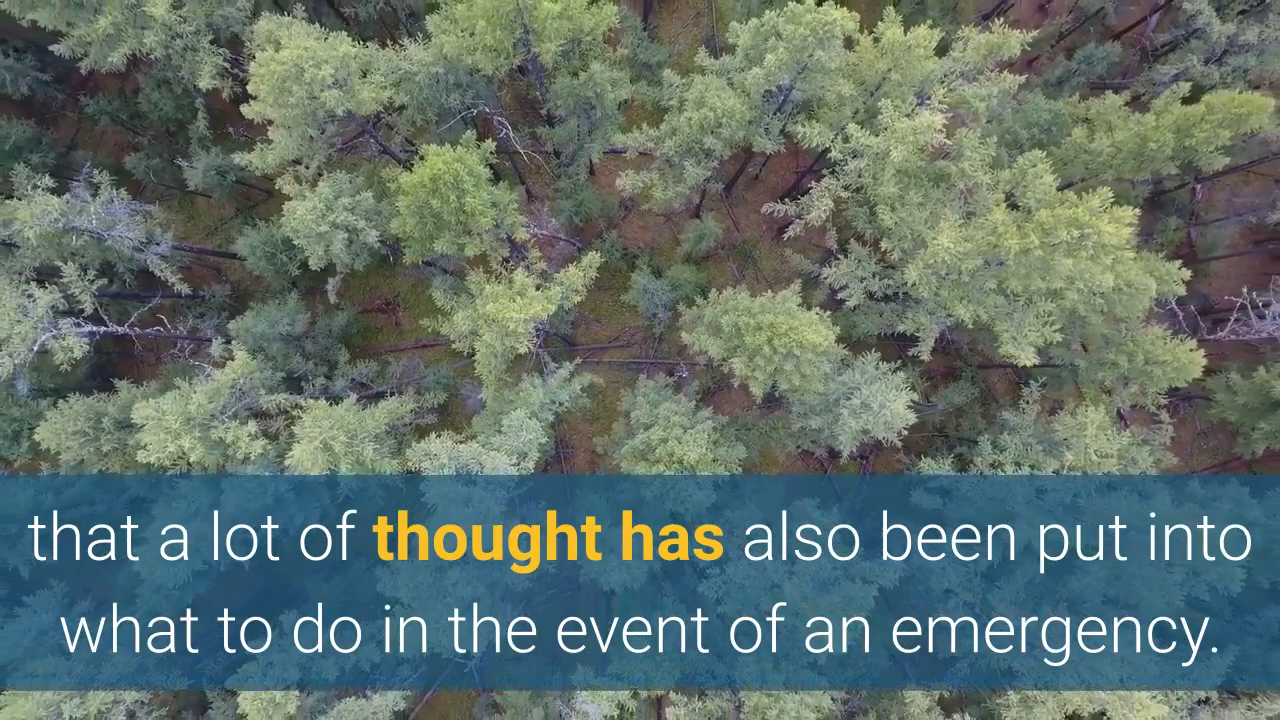 that a lot of thought has also been put into
what to do in the event of an emergency.